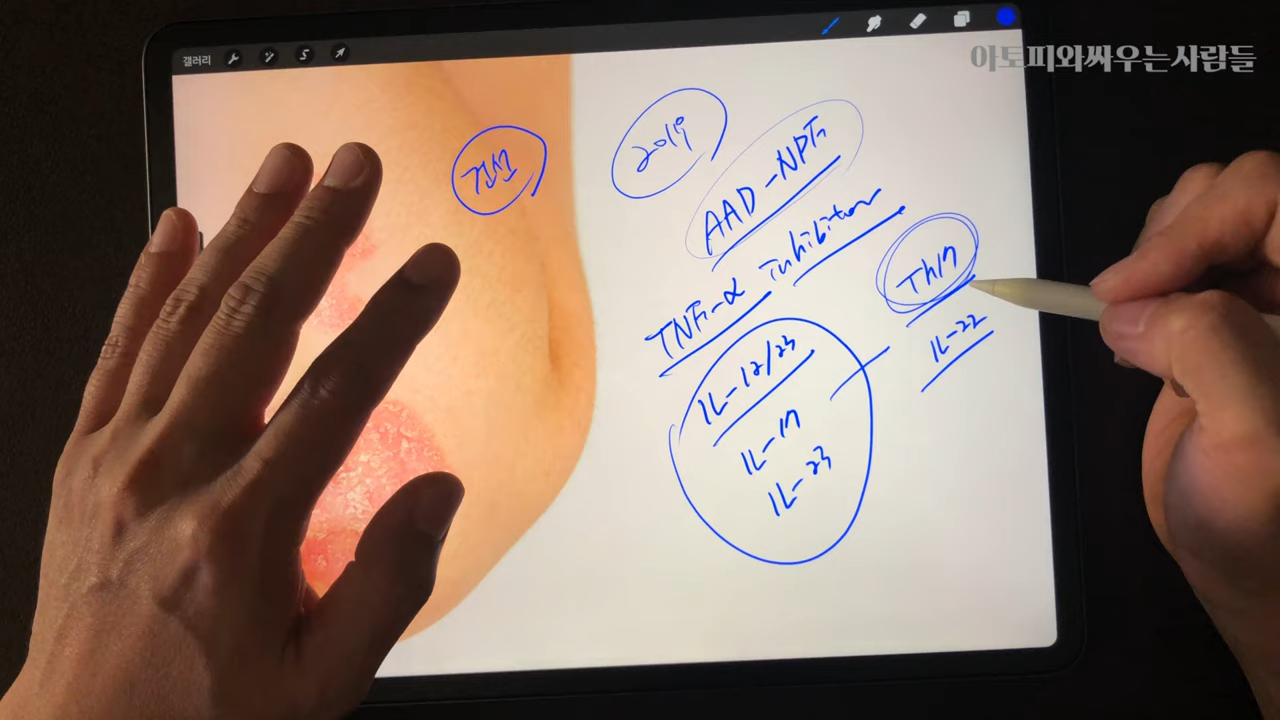 갤러리
아토피와싸우는사람들
건선
2019
AAD-NPF
TNF-α inhibitor
IL-12/23
IL-17
IL-23
Th17
IL-22